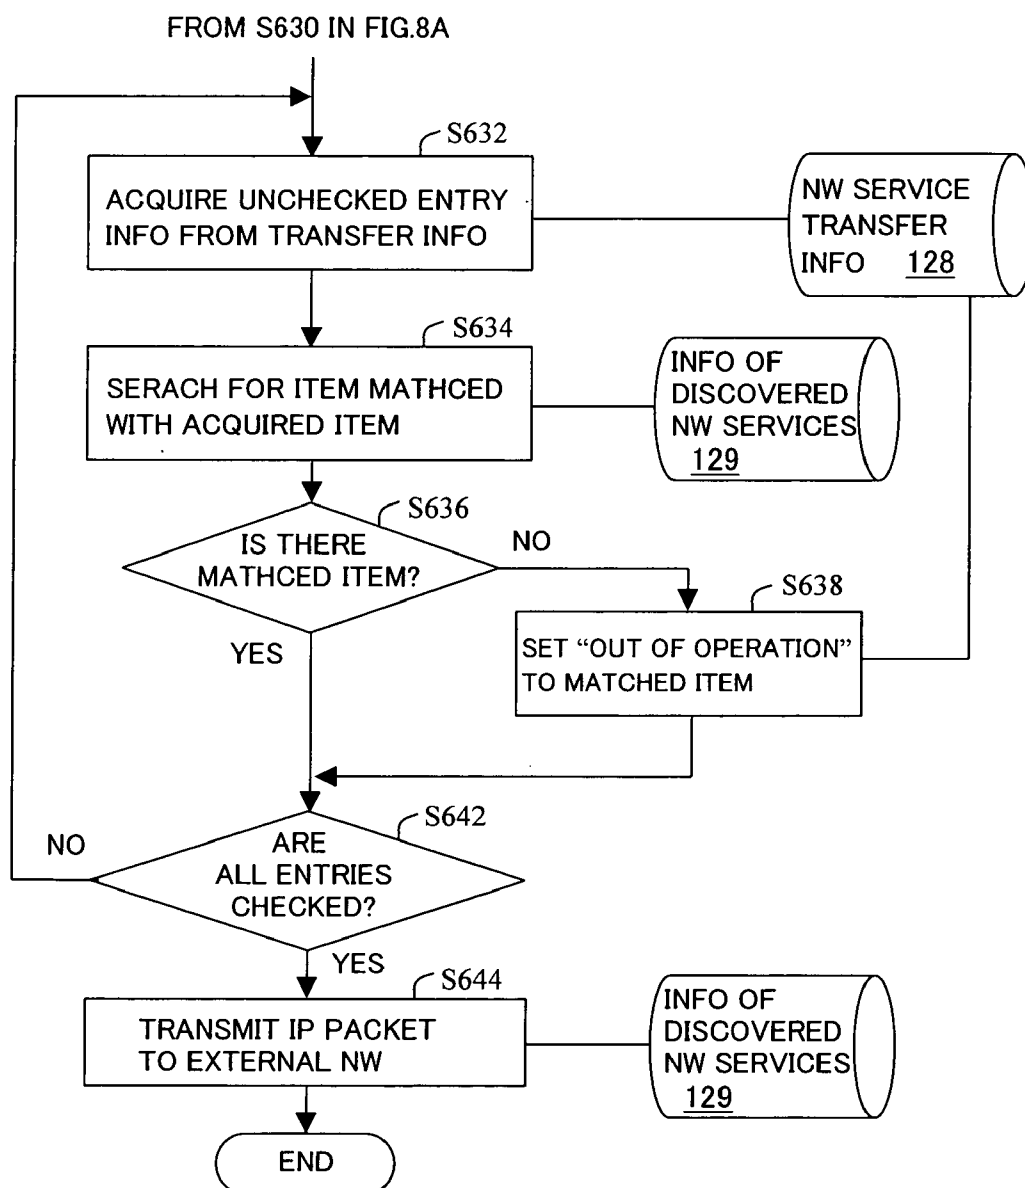 FROM S630 IN FIG.8A
S632
ACQUIRE UNCHECKED ENTRY
INFO FROM TRANSFER INFO
NW SERVICE
TRANSFER
INFO 128
S634
SERACH FOR ITEM MATHCED
WITH ACQUIRED ITEM
INFO OF
DISCOVERED
NW SERVICES
129
S636
IS THERE
MATHCED ITEM?
NO
YES
S638
SET “OUT OF OPERATION”
TO MATCHED ITEM
S642
ARE
ALL ENTRIES
CHECKED?
NO
YES
S644
TRANSMIT IP PACKET
TO EXTERNAL NW
INFO OF
DISCOVERED
NW SERVICES
129
END